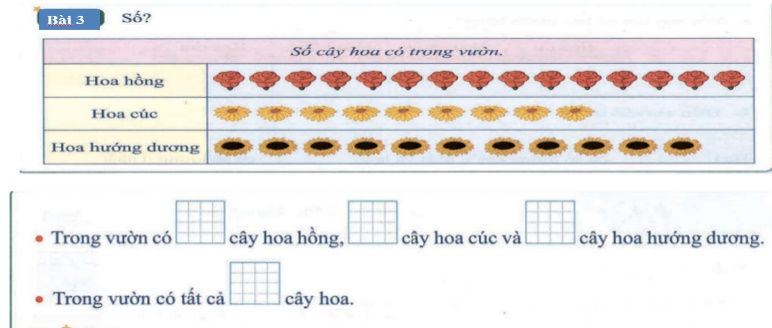 Bài 3 Số?
Số cây hoa có trong vườn.
Hoa hồng
Hoa cúc
Hoa hướng dương
• Trong vườn có cây hoa hồng, cây hoa cúc và cây hoa hướng dương.
• Trong vườn có tất cả cây hoa.